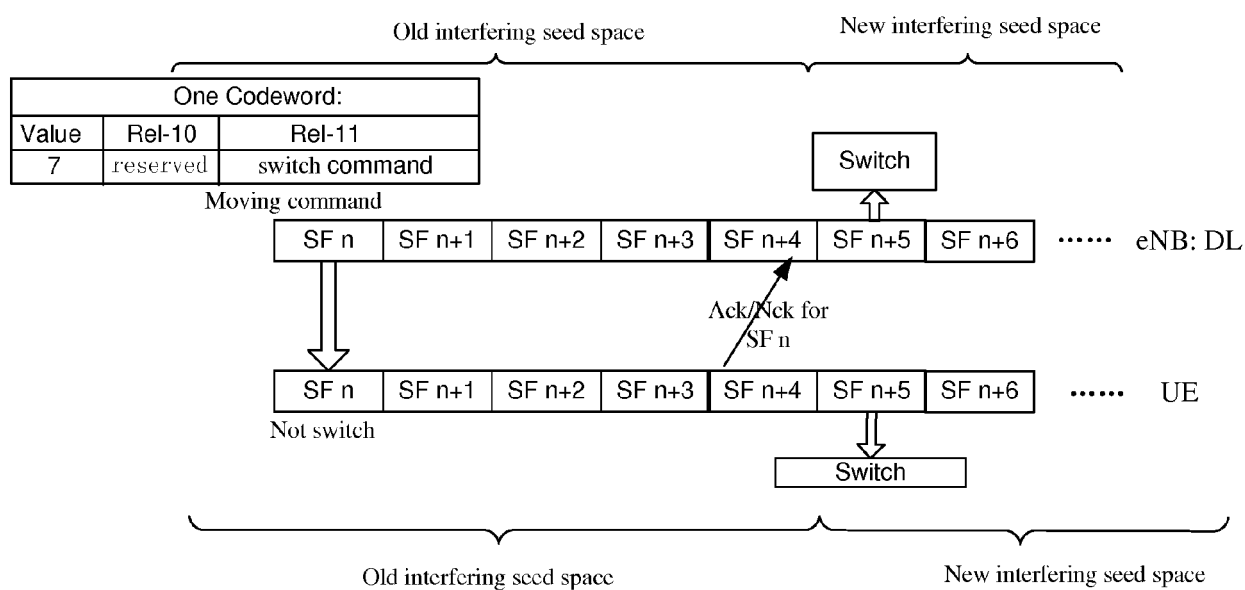 Old interfering seed space
New interfering seed space
One Codeword:
Value Rel-10 Rel-11
7 reserved switch command
Switch
Moving command
SF n SF n+1 SF n+2 SF n+3 SF n+4 SF n+5 SF n+6 ...... eNB: DL
Ack/Nck for
SF n
SF n SF n+1 SF n+2 SF n+3 SF n+4 SF n+5 SF n+6 ...... UE
Not switch
Switch
Old interfering seed space
New interfering seed space